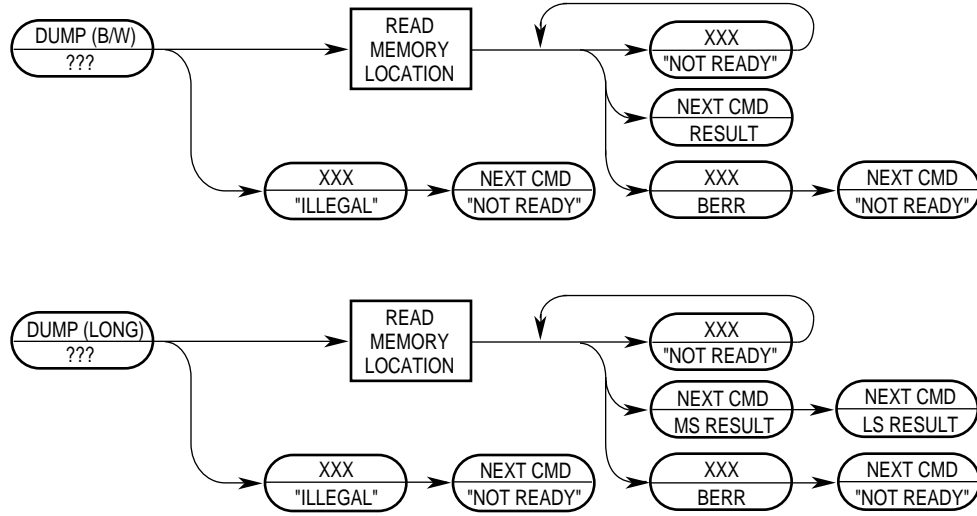 DUMP (B/W)
???
READ
MEMORY
LOCATION
XXX
"NOT READY"
NEXT CMD
RESULT
XXX
"ILLEGAL"
NEXT CMD
"NOT READY"
XXX
BERR
NEXT CMD
"NOT READY"
DUMP (LONG)
???
READ
MEMORY
LOCATION
XXX
"NOT READY"
NEXT CMD
MS RESULT
NEXT CMD
LS RESULT
XXX
"ILLEGAL"
NEXT CMD
"NOT READY"
XXX
BERR
NEXT CMD
"NOT READY"